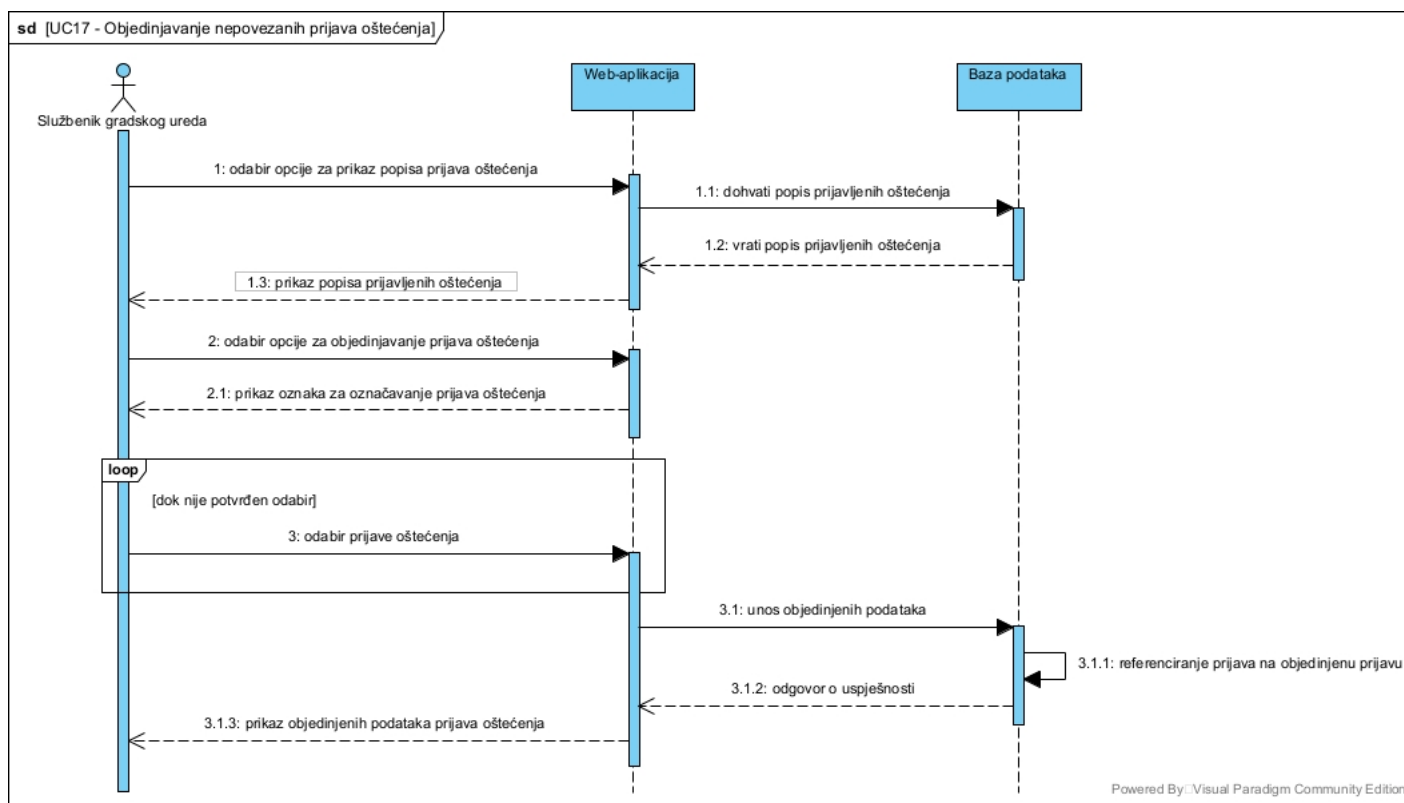 sd [UC17 - Objedinjavanje nepovezanih prijava oštećenja]
Web-aplikacija
Baza podataka
Službenik gradskog ureda
1: odabir opcije za prikaz popisa prijava oštećenja
1.1: dohvati popis prijavljenih oštećenja
1.2: vrati popis prijavljenih oštećenja
1.3: prikaz popisa prijavljenih oštećenja
2: odabir opcije za objedinjavanje prijava oštećenja
2.1: prikaz oznaka za označavanje prijava oštećenja
loop
[dok nije potvrđen odabir]
3: odabir prijave oštećenja
3.1: unos objedinjenih podataka
3.1.1: referenciranje prijava na objedinjenu prijavu
3.1.2: odgovor o uspješnosti
3.1.3: prikaz objedinjenih podataka prijava oštećenja
Powered By Visual Paradigm Community Edition